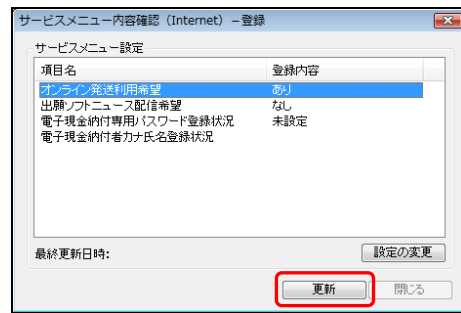 サービスメニュー内容確認（Internet）－登録
サービスメニュー設定
項目名 登録内容
オンライン発送利用希望 あり
出願ソフトニュース配信希望 なし
電子現金納付専用パスワード登録状況 未設定
電子現金納付者カナ氏名登録状況
最終更新日時: 設定の変更
更新 閉じる